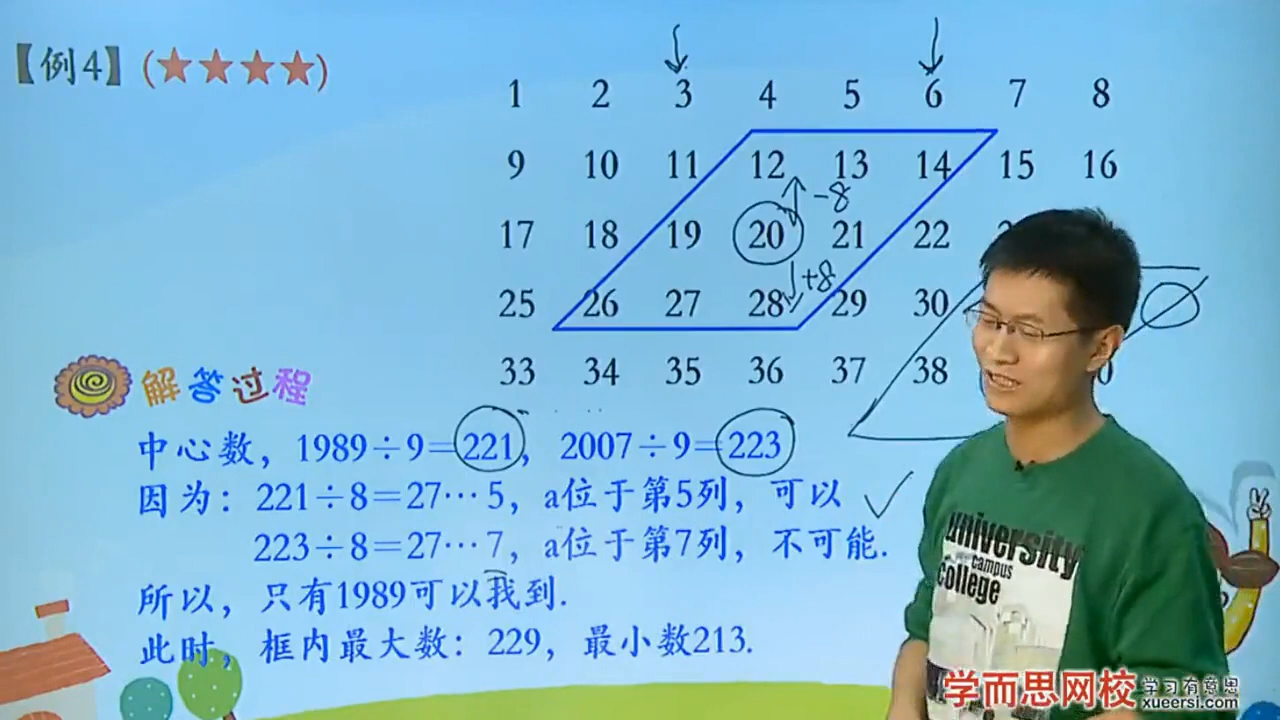 【例4】(★★★★)
1 2 3 4 5 6 7 8
9 10 11 12 13 14 15 16
-8
17 18 19 20 21 22
+8
25 26 27 28 29 30
33 34 35 36 37 38
解答过程
中心数，1989÷9=221，2007÷9=223
因为：221÷8=27…5，a位于第5列，可以
223÷8=27…7，a位于第7列，不可能.
所以，只有1989可以找到.
此时，框内最大数：229，最小数213.
university
campus
college
学而思网校 学习有意思
xueersi.com